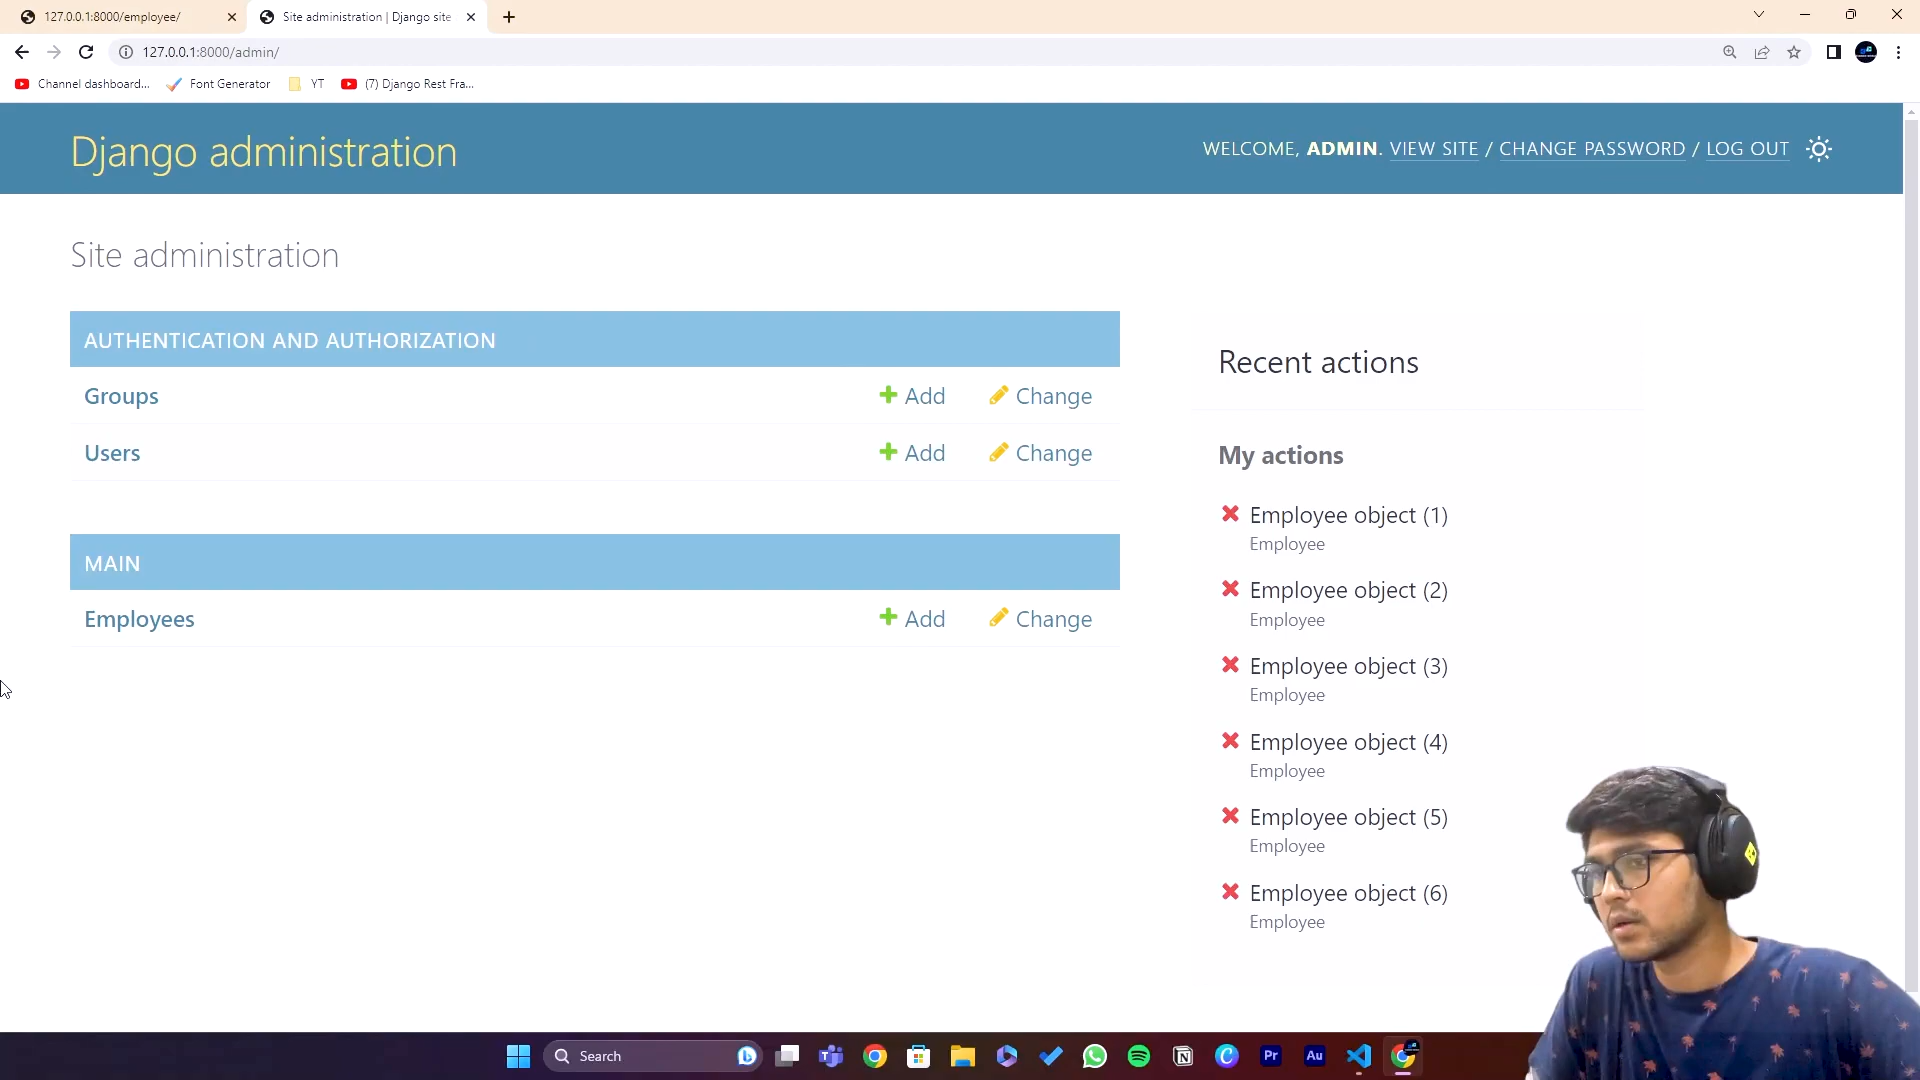 127.0.0.1:8000/employee/
Site administration | Django site
127.0.0.1:8000/admin/
Channel dashboard...
Font Generator
YT
(7) Django Rest Fra...
Django administration
WELCOME, ADMIN. VIEW SITE / CHANGE PASSWORD / LOG OUT
Site administration
AUTHENTICATION AND AUTHORIZATION
Groups Add Change
Users Add Change
MAIN
Employees Add Change
Recent actions
My actions
Employee object (1)
Employee
Employee object (2)
Employee
Employee object (3)
Employee
Employee object (4)
Employee
Employee object (5)
Employee
Employee object (6)
Employee
Search
Pr
Au